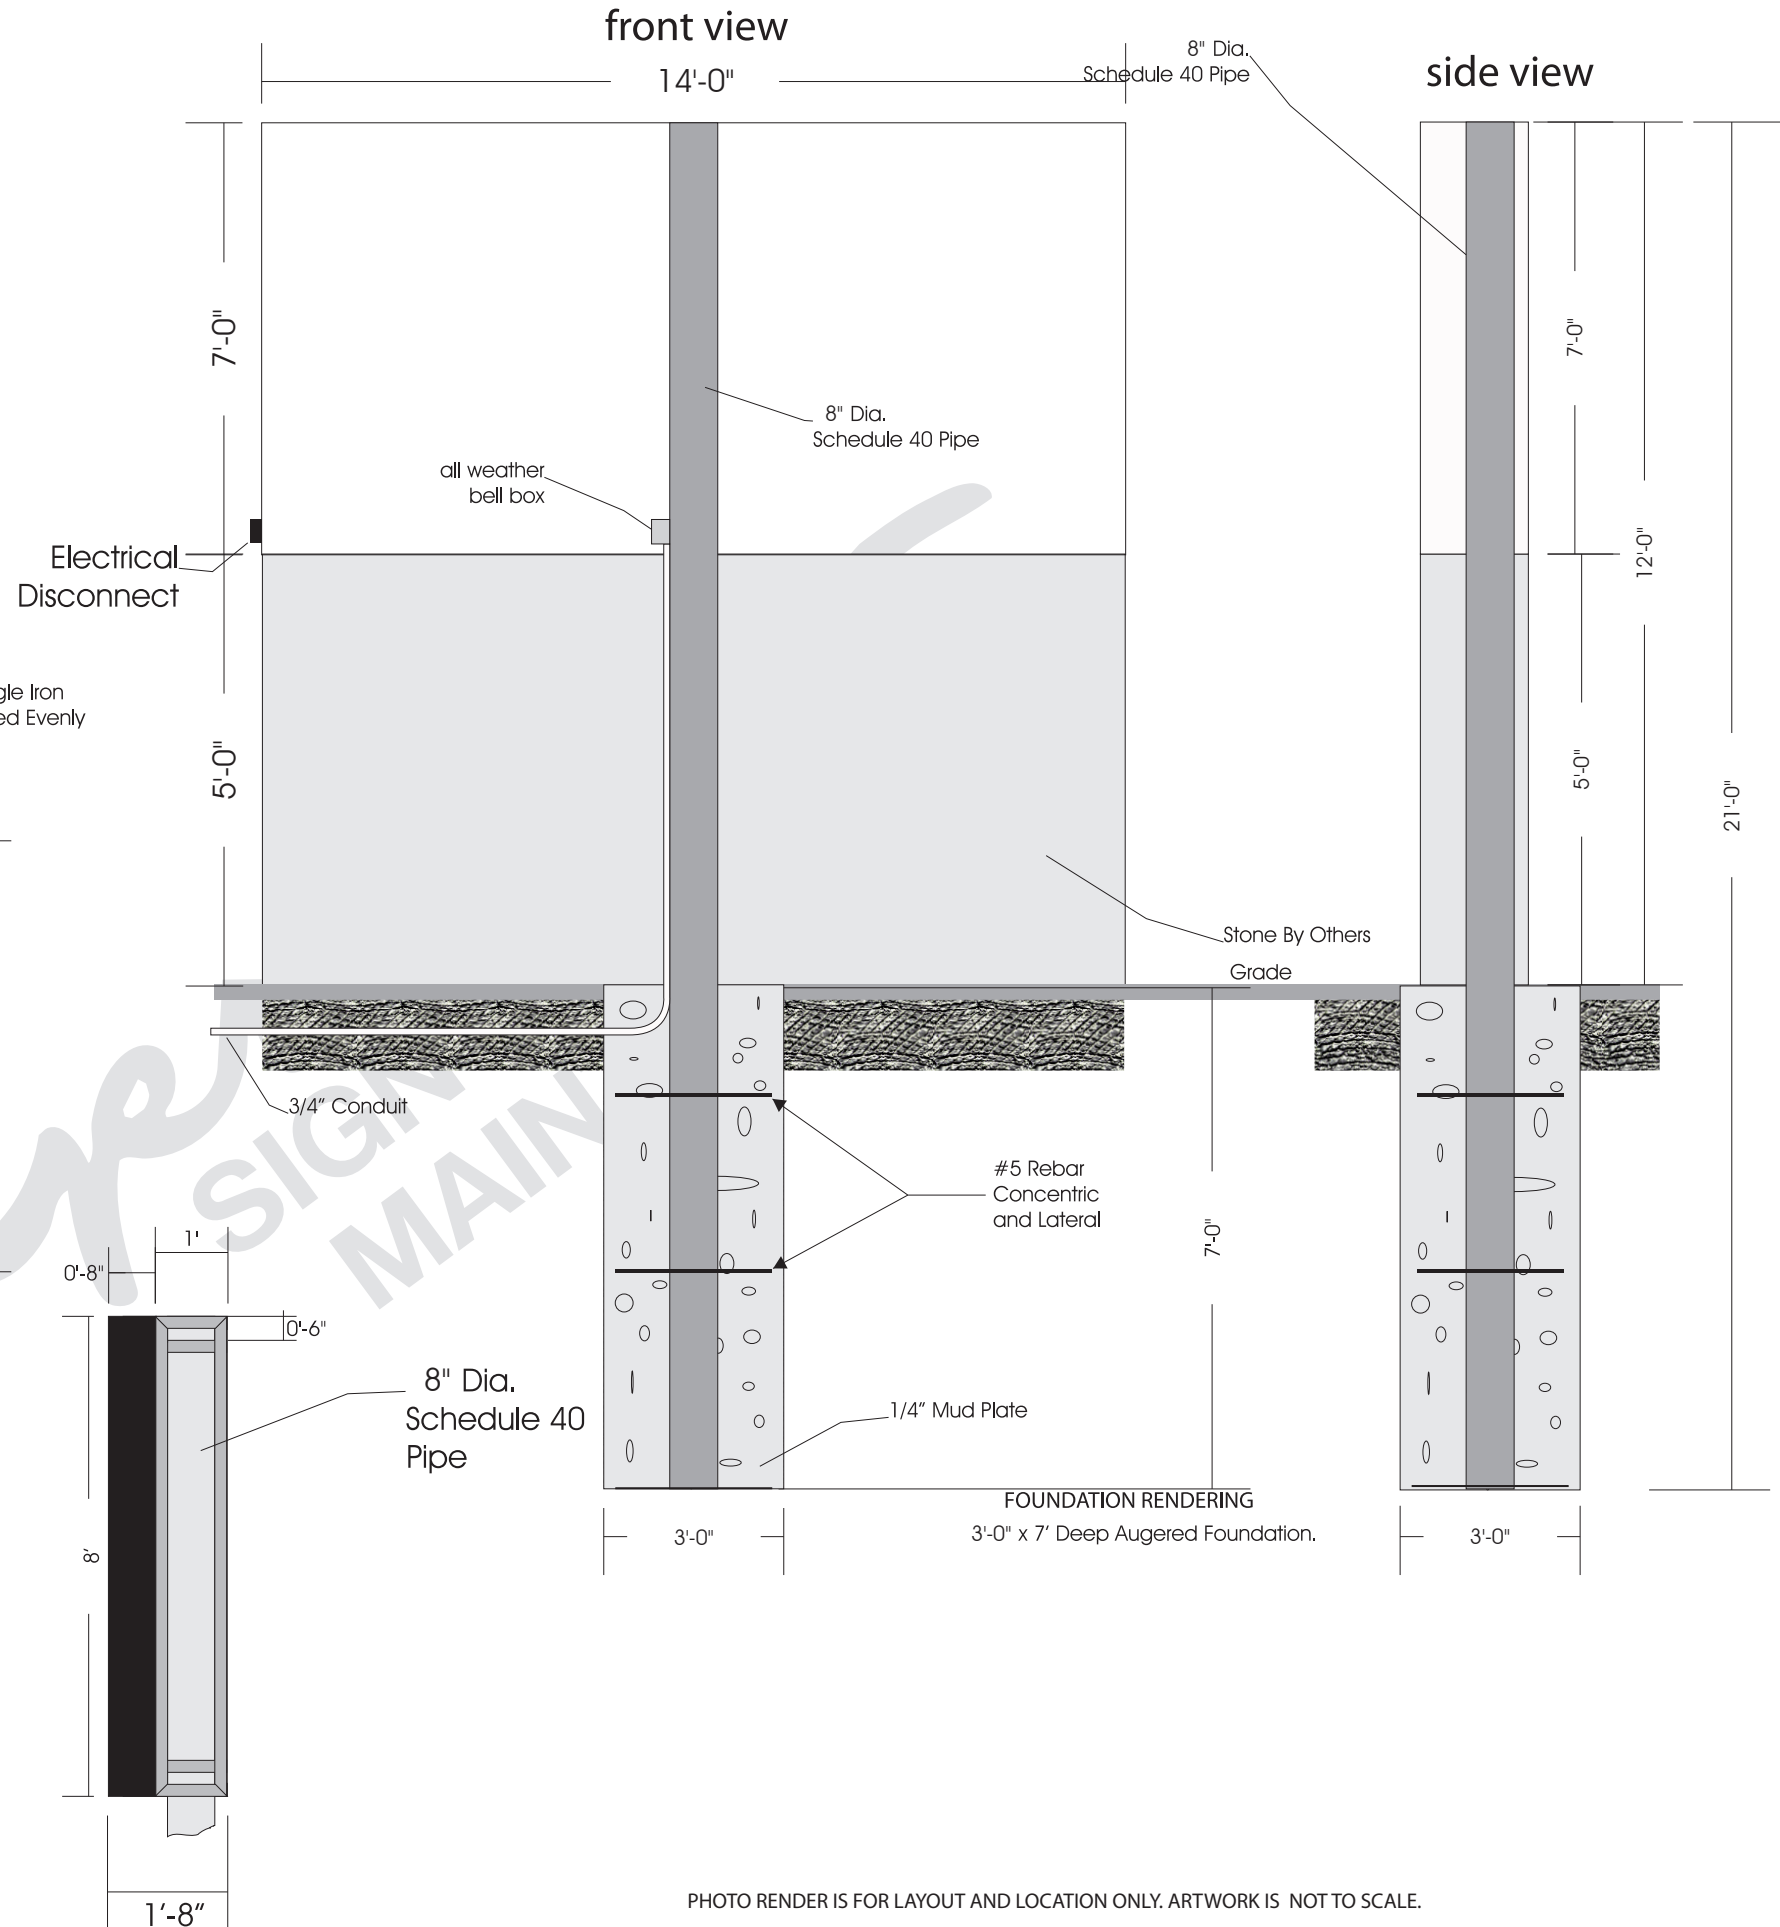 front view
14'-0"
8" Dia.
Schedule 40 Pipe
side view
7'-0"
8" Dia.
Schedule 40 Pipe
all weather
bell box
Electrical
Disconnect
7'-0"
12'-0"
gle Iron
ed Evenly
5'-0"
5'-0"
21'-0"
Stone By Others
Grade
3/4" Conduit
SIGN
MAIN
#5 Rebar
Concentric
and Lateral
7'-0"
1'
0'-8"
0'-6"
8" Dia.
Schedule 40
Pipe
1/4" Mud Plate
FOUNDATION RENDERING
3'-0" x 7' Deep Augered Foundation.
3'-0"
3'-0"
8'
1'-8"
PHOTO RENDER IS FOR LAYOUT AND LOCATION ONLY. ARTWORK IS NOT TO SCALE.